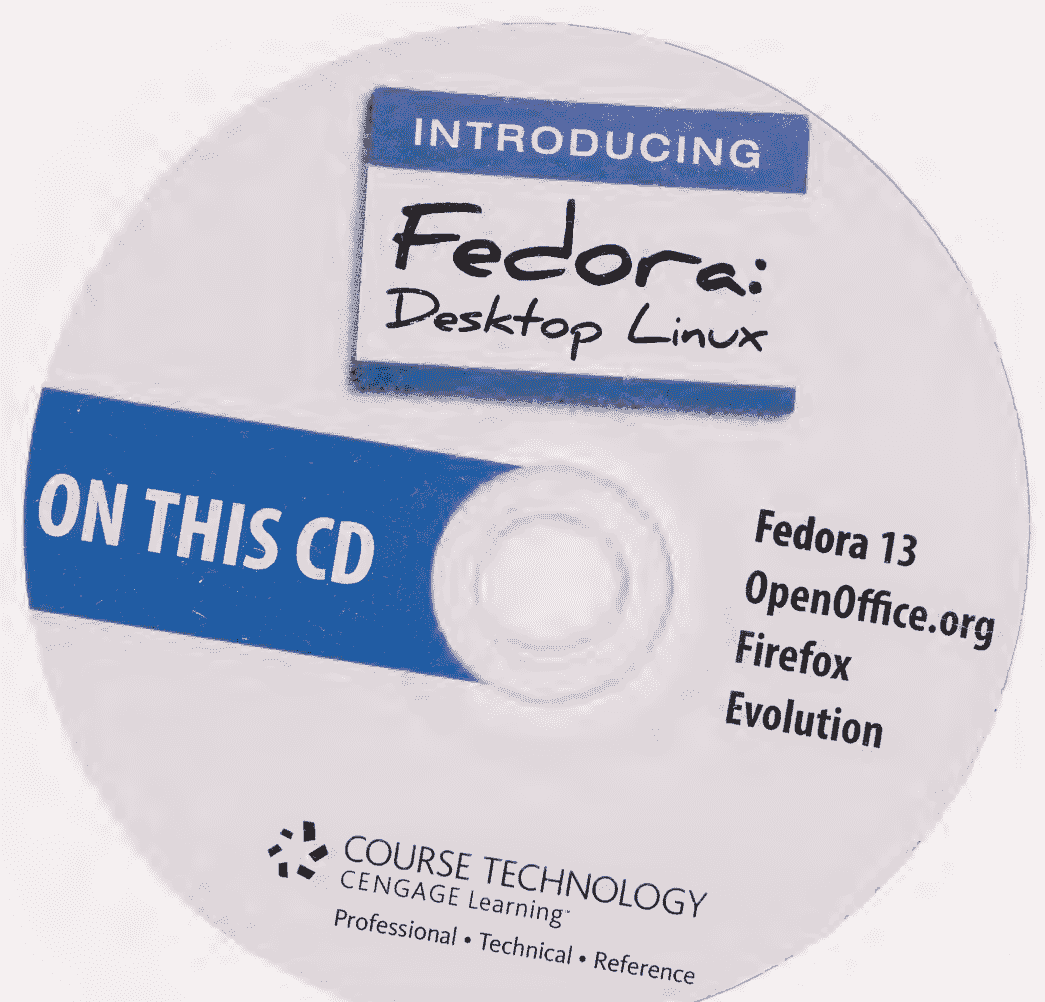 INTRODUCING
Fedora:
Desktop Linux
ON THIS CD
Fedora 13
OpenOffice.org
Firefox
Evolution
COURSE TECHNOLOGY
CENGAGE Learning™
Professional • Technical • Reference